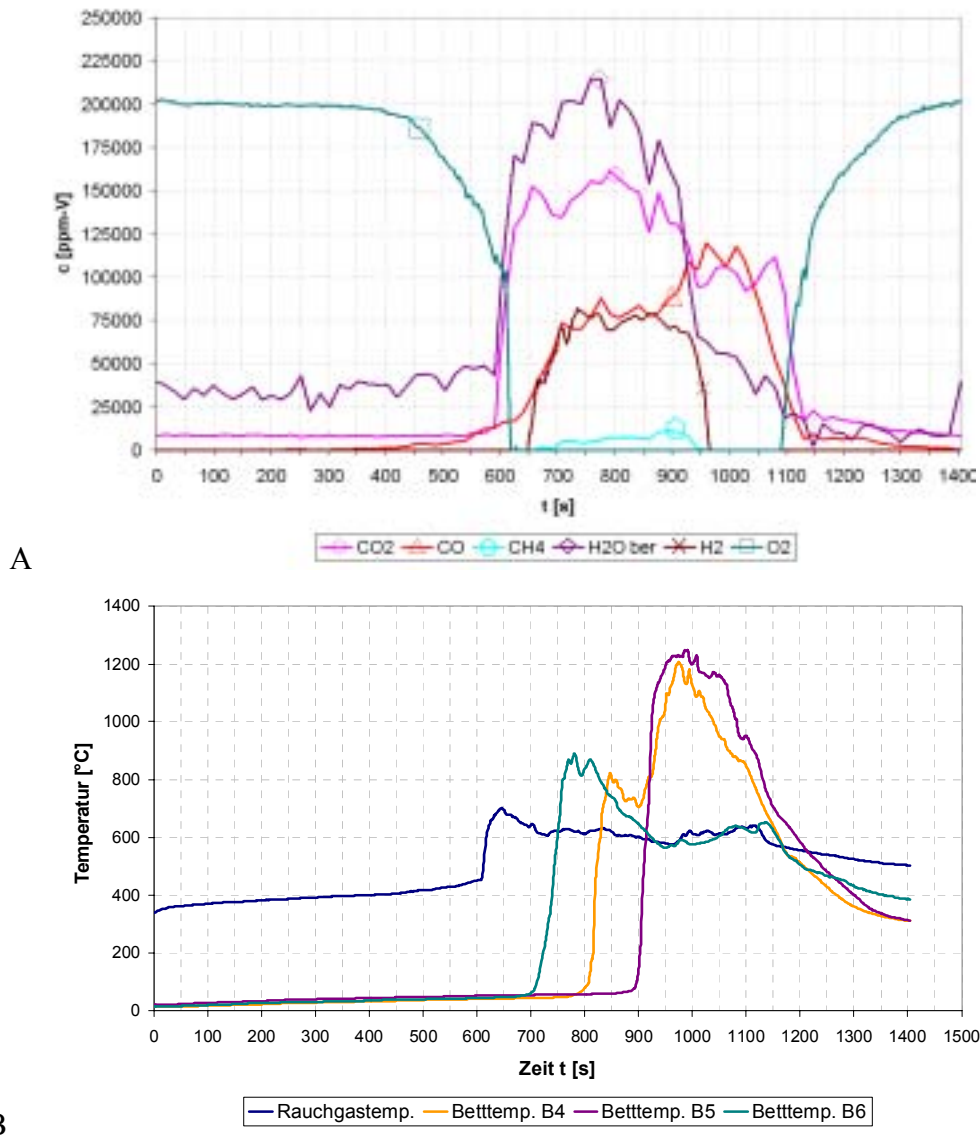 250000
225000
200000
175000
150000
125000
100000
75000
50000
25000
0
c [ppm-V]
0 100 200 300 400 500 600 700 800 900 1000 1100 1200 1300 1400
t [s]
CO2 CO CH4 H2O ber H2 O2
A
1400
1200
1000
800
600
400
200
0
Temperatur [°C]
0 100 200 300 400 500 600 700 800 900 1000 1100 1200 1300 1400 1500
Zeit t [s]
Rauchgastemp. Betttemp. B4 Betttemp. B5 Betttemp. B6